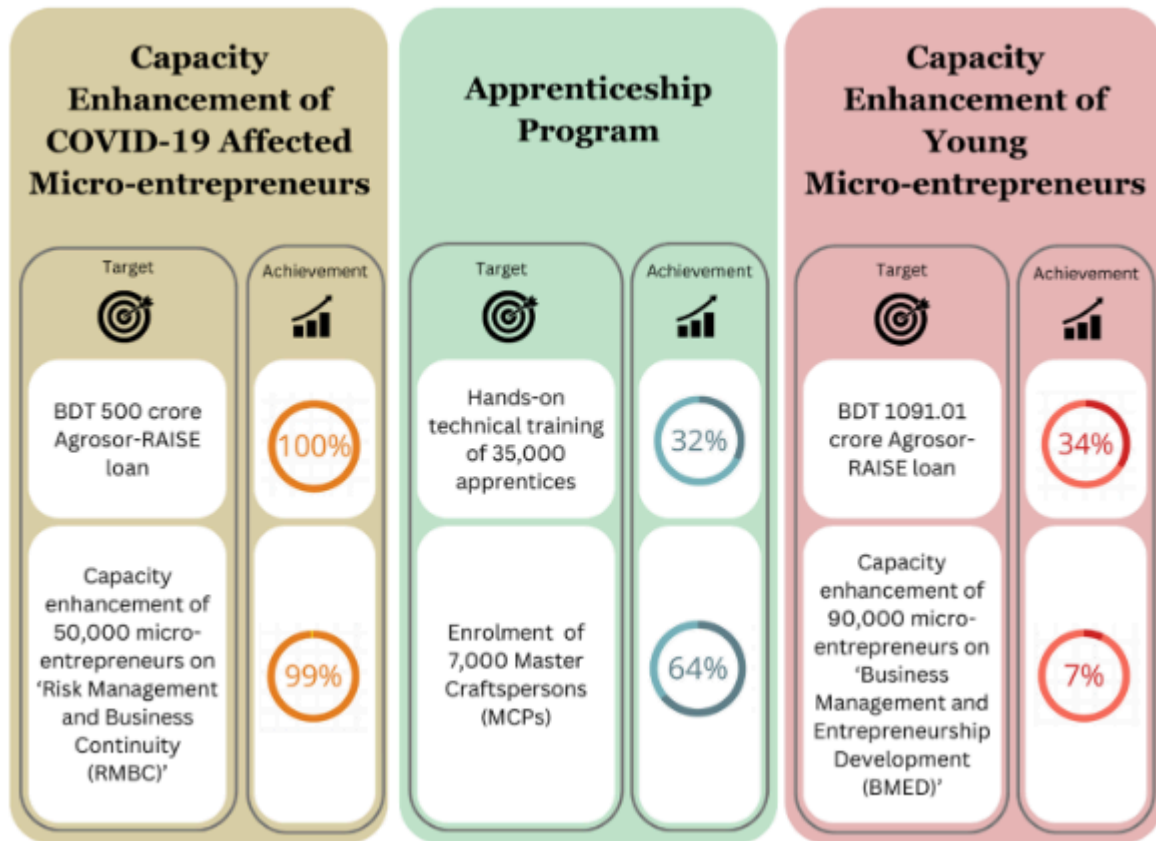 Capacity
Enhancement of
COVID-19 Affected
Micro-entrepreneurs
Target
Achievement
BDT 500 crore
Agrosor-RAISE
loan
100%
Capacity
enhancement of
50,000 micro-
entrepreneurs on
‘Risk Management
and Business
Continuity
(RMBC)’
99%
Apprenticeship
Program
Target
Achievement
Hands-on
technical training
of 35,000
apprentices
32%
Enrolment of
7,000 Master
Craftspersons
(MCPs)
64%
Capacity
Enhancement of
Young
Micro-entrepreneurs
Target
Achievement
BDT 1091.01
crore Agrosor-
RAISE loan
34%
Capacity
enhancement of
90,000 micro-
entrepreneurs on
‘Business
Management and
Entrepreneurship
Development
(BMED)’
7%